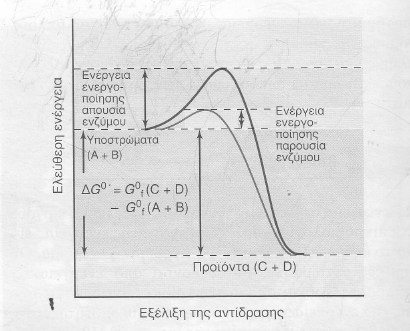 Ελεύθερη ενέργεια
Ενέργεια
ενεργο-
ποίησης
απουσία
ενζύμου
Υποστρώματα
(A + B)
ΔG⁰′ = G⁰f (C + D)
– G⁰f (A + B)
Ενέργεια
ενεργο-
ποίησης
παρουσία
ενζύμου
Προϊόντα (C + D)
Εξέλιξη της αντίδρασης